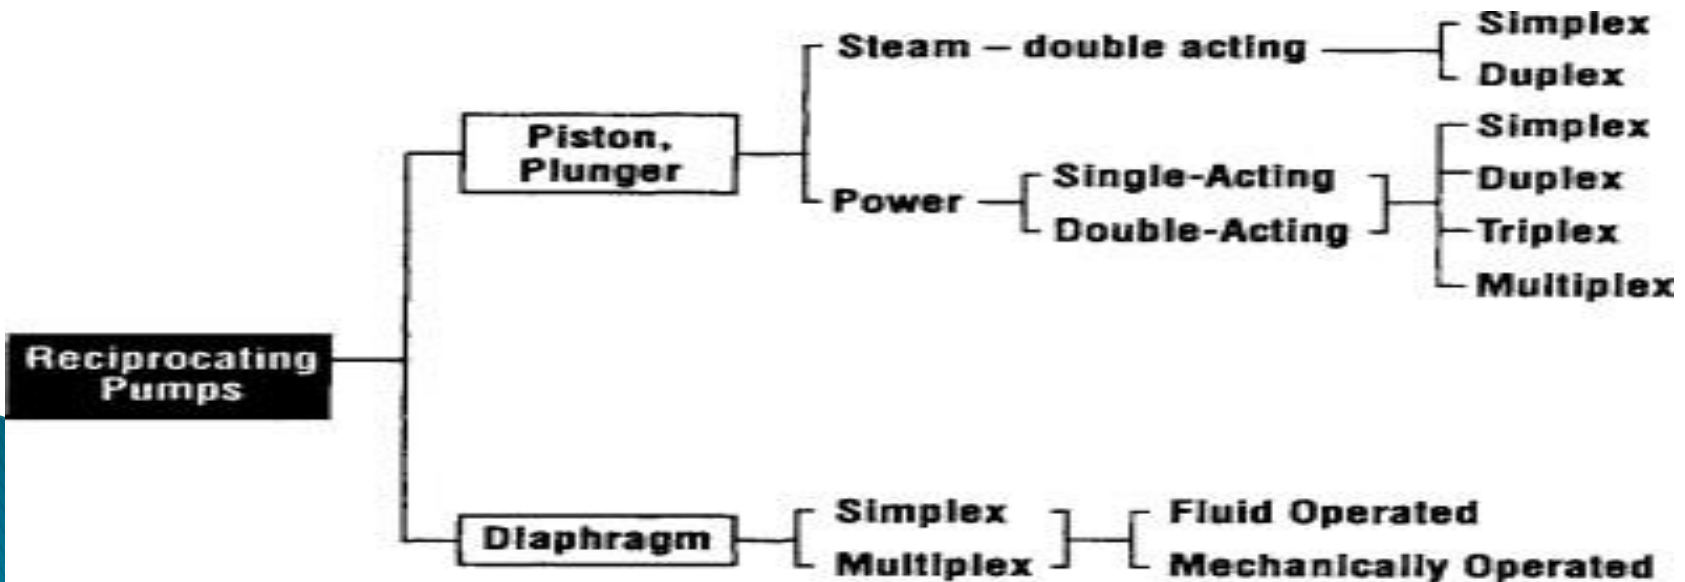 Reciprocating
Pumps
Piston,
Plunger
Steam – double acting
Simplex
Duplex
Power
Single-Acting
Double-Acting
Simplex
Duplex
Triplex
Multiplex
Diaphragm
Simplex
Multiplex
Fluid Operated
Mechanically Operated